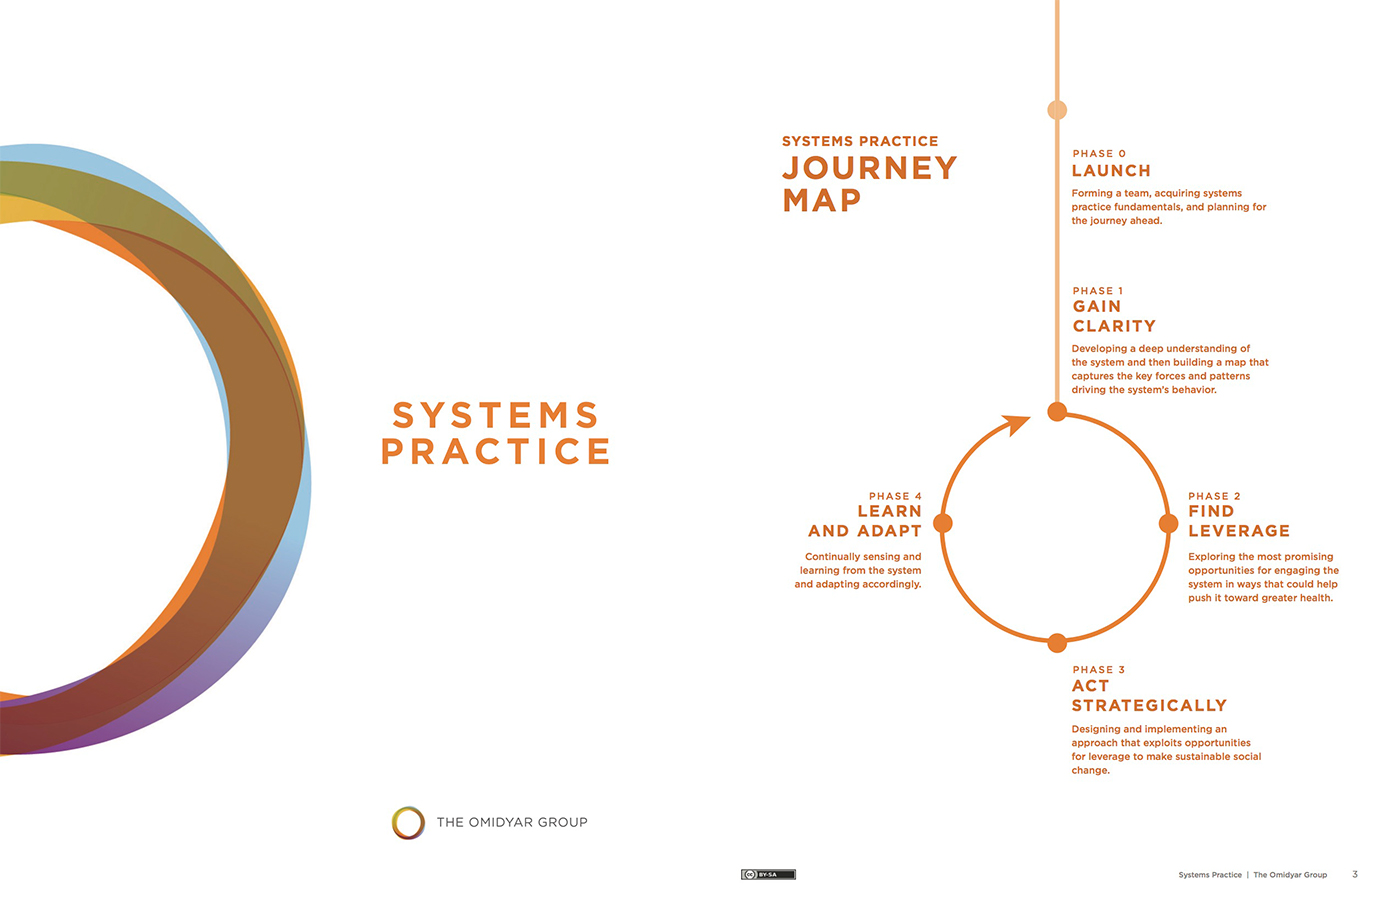 SYSTEMS
PRACTICE
THE OMIDYAR GROUP
SYSTEMS PRACTICE
JOURNEY
MAP
PHASE 0
LAUNCH
Forming a team, acquiring systems
practice fundamentals, and planning for
the journey ahead.
PHASE 1
GAIN
CLARITY
Developing a deep understanding of
the system and then building a map that
captures the key forces and patterns
driving the system's behavior.
PHASE 2
FIND
LEVERAGE
Exploring the most promising
opportunities for engaging the
system in ways that could help
push it toward greater health.
PHASE 3
ACT
STRATEGICALLY
Designing and implementing an
approach that exploits opportunities
for leverage to make sustainable social
change.
PHASE 4
LEARN
AND ADAPT
Continually sensing and
learning from the system
and adapting accordingly.
cc BY-SA
Systems Practice | The Omidyar Group 3